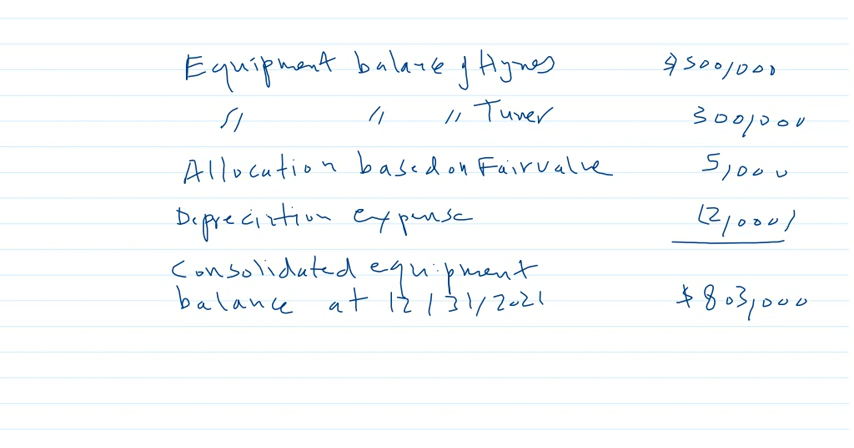 Equipment balance of Hynes $500,000
" " " Turner 300,000
Allocation based on Fair value 5,000
Depreciation expense (2,000)
Consolidated equipment
balance at 12/31/2021 $803,000